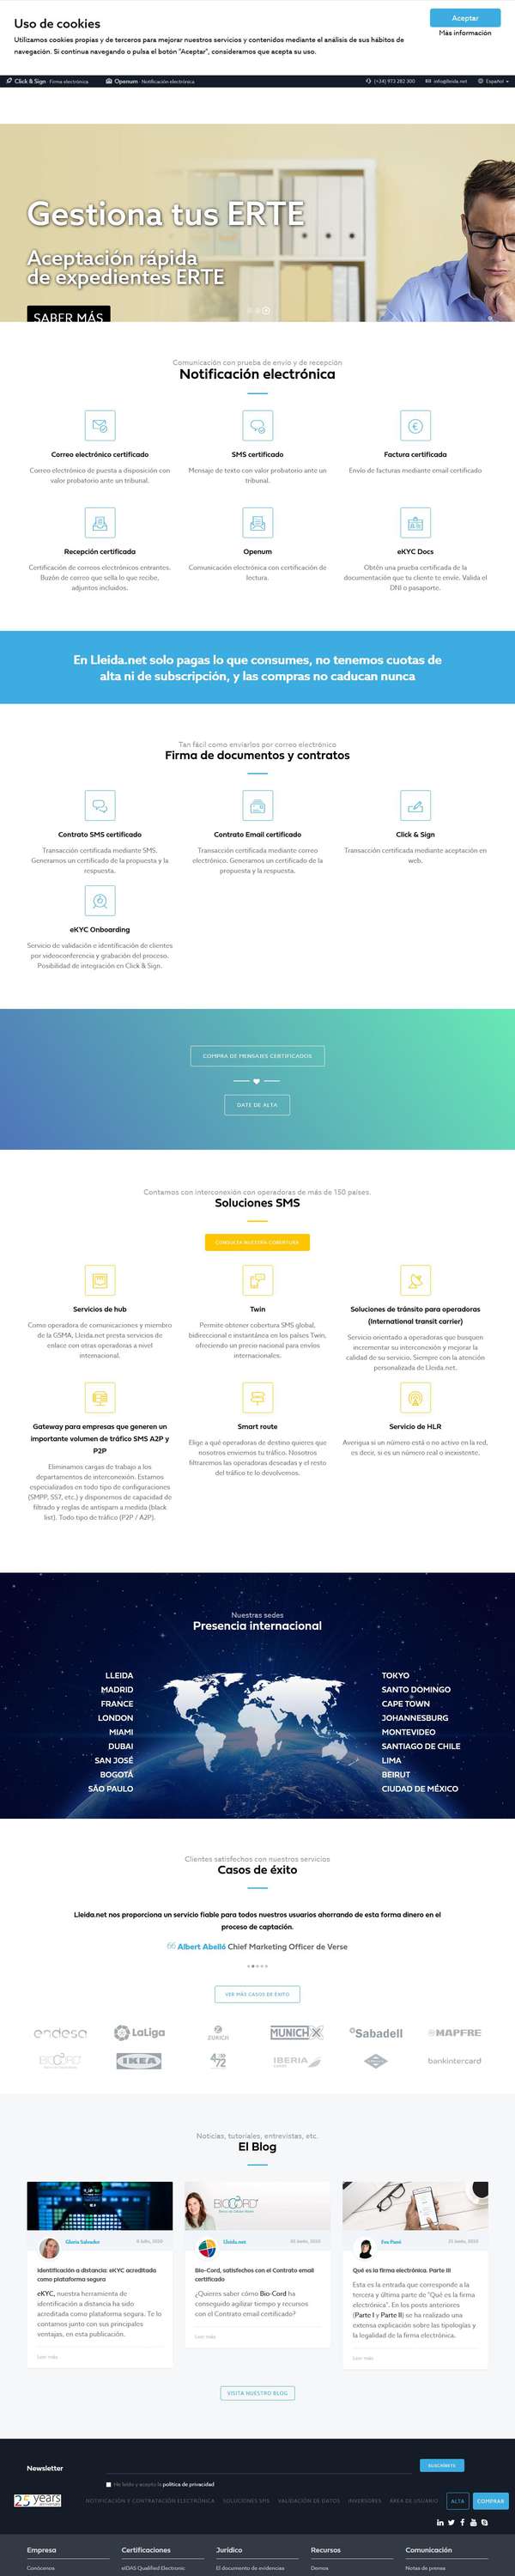 Uso de cookies
Aceptar
Más información
Utilizamos cookies propias y de terceros para mejorar nuestros servicios y contenidos mediante el análisis de sus hábitos de
navegación. Si continua navegando o pulsa el botón "Aceptar", consideramos que acepta su uso.
Click & Sign Firma electrónica
Openum Notificación electrónica
(+34) 973 282 300
info@lleida.net
Español
Gestiona tus ERTE
Aceptación rápida
de expedientes ERTE
SABER MÁS
Comunicación con prueba de envío y de recepción
Notificación electrónica
Correo electrónico certificado
SMS certificado
Factura certificada
Correo electrónico de puesta a disposición con
valor probatorio ante un tribunal.
Mensaje de texto con valor probatorio ante un
tribunal.
Envío de facturas mediante email certificado
Recepción certificada
Openum
eKYC Docs
Certificación de correos electrónicos entrantes.
Buzón de correo que sella lo que recibe,
adjuntos incluidos.
Comunicación electrónica con certificación de
lectura.
Obtén una prueba certificada de la
documentación que tu cliente te envíe. Valida el
DNI o pasaporte.
En Lleida.net solo pagas lo que consumes, no tenemos cuotas de
alta ni de subscripción, y las compras no caducan nunca
Tan fácil como enviarlos por correo electrónico
Firma de documentos y contratos
Contrato SMS certificado
Contrato Email certificado
Click & Sign
Transacción certificada mediante SMS.
Generamos un certificado de la propuesta y la
respuesta.
Transacción certificada mediante correo
electrónico. Generamos un certificado de la
propuesta y la respuesta.
Transacción certificada mediante aceptación en
web.
eKYC Onboarding
Servicio de validación e identificación de clientes
por videoconferencia y grabación del proceso.
Posibilidad de integración en Click & Sign.
COMPRA DE MENSAJES CERTIFICADOS
DATE DE ALTA
Contamos con interconexión con operadoras de más de 150 países.
Soluciones SMS
CONSULTA NUESTRA COBERTURA
Servicios de hub
Twin
Soluciones de tránsito para operadoras
(International transit carrier)
Como operadora de comunicaciones y miembro
de la GSMA, Lleida.net presta servicios de
enlace con otras operadoras a nivel
internacional.
Permite obtener cobertura SMS global,
bidireccional e instantánea en los países Twin,
ofreciendo un precio nacional para envíos
internacionales.
Servicio orientado a operadoras que busquen
incrementar su interconexión y mejorar la
calidad de su servicio. Siempre con la atención
personalizada de Lleida.net.
Gateway para empresas que generen un
importante volumen de tráfico SMS A2P y
P2P
Smart route
Servicio de HLR
Eliminamos cargas de trabajo a los
departamentos de interconexión. Estamos
especializados en todo tipo de configuraciones
(SMPP, SS7, etc.) y disponemos de capacidad de
filtrado y reglas de antispam a medida (black
list). Todo tipo de tráfico (P2P / A2P).
Elige a qué operadoras de destino quieres que
nosotros enviemos tu tráfico. Nosotros
filtraremos las operadoras deseadas y el resto
del tráfico te lo devolvemos.
Averigua si un número está o no activo en la red,
es decir, si es un número real o inexistente.
Nuestras sedes
Presencia internacional
LLEIDA
MADRID
FRANCE
LONDON
MIAMI
DUBAI
SAN JOSÉ
BOGOTÁ
SÃO PAULO
TOKYO
SANTO DOMINGO
CAPE TOWN
JOHANNESBURG
MONTEVIDEO
SANTIAGO DE CHILE
LIMA
BEIRUT
CIUDAD DE MÉXICO
Clientes satisfechos con nuestros servicios
Casos de éxito
Lleida.net nos proporciona un servicio fiable para todos nuestros usuarios ahorrando de esta forma dinero en el
proceso de captación.
Albert Abelló Chief Marketing Officer de Verse
VER MÁS CASOS DE ÉXITO
endesa
LaLiga
ZURICH
MUNICH
Sabadell
MAPFRE
BIOCORD
IKEA
472
IBERIA
bankintercard
Noticias, tutoriales, entrevistas, etc.
El Blog
BIOCORD
Gloria Salvador
Lleida.net
Eva Pané
Identificación a distancia: eKYC acreditada
como plataforma segura
eKYC, nuestra herramienta de
identificación a distancia ha sido
acreditada como plataforma segura. Te lo
contamos junto con sus principales
ventajas, en esta publicación.
Leer más
Bio-Cord, satisfechos con el Contrato email
certificado
¿Quieres saber cómo Bio-Cord ha
conseguido agilizar tiempo y recursos
con el Contrato email certificado?
Leer más
Qué es la firma electrónica. Parte III
Esta es la entrada que corresponde a la
tercera y última parte de "Qué es la firma
electrónica". En los posts anteriores
(Parte I y Parte II) se ha realizado una
extensa explicación sobre las tipologías y
la legalidad de la firma electrónica.
Leer más
VISITA NUESTRO BLOG
Newsletter
SUSCRÍBETE
He leído y acepto la política de privacidad
25 years
NOTIFICACIÓN Y CONTRATACIÓN ELECTRÓNICA
SOLUCIONES SMS
VALIDACIÓN DE DATOS
INVERSORES
ÁREA DE USUARIO
ALTA
COMPRAR
Empresa
Certificaciones
Jurídico
Recursos
Comunicación
Conócenos
eIDAS Qualified Electronic
El documento de evidencias
Demos
Notas de prensa